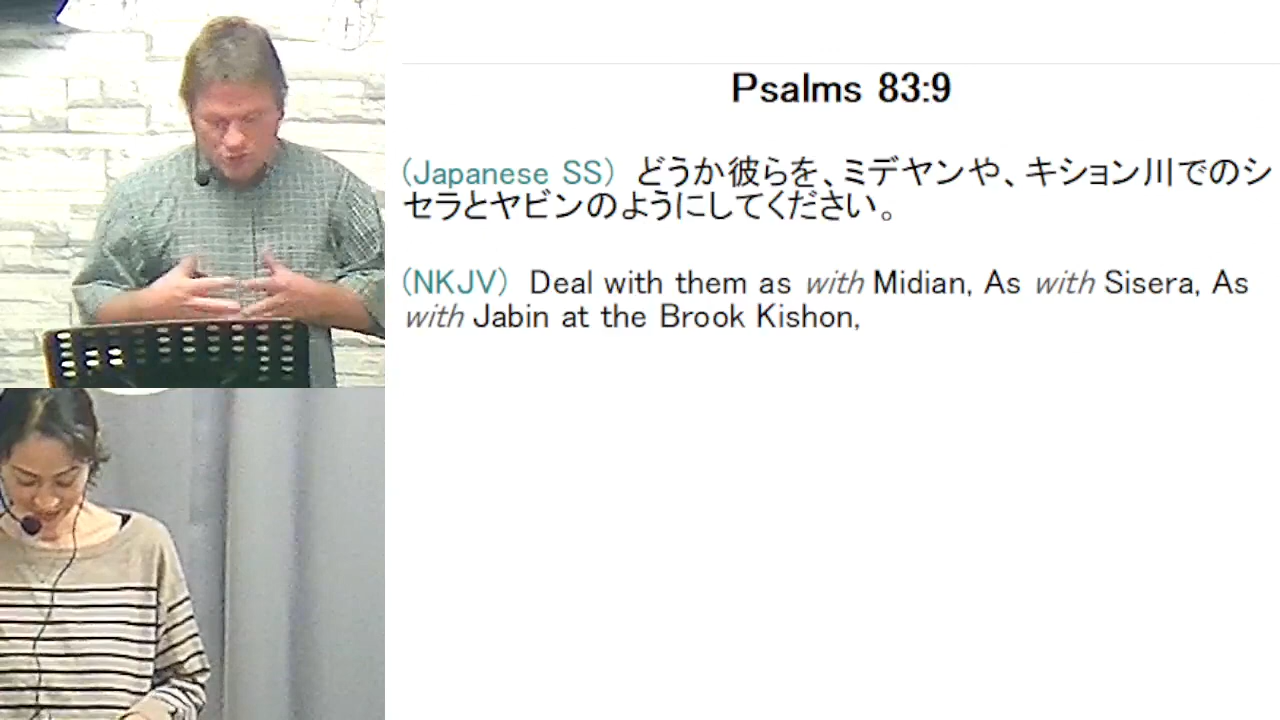 Psalms 83:9
(Japanese SS) どうか彼らを、ミデヤンや、キション川でのシ
セラとヤビンのようにしてください。
(NKJV) Deal with them as with Midian, As with Sisera, As
with Jabin at the Brook Kishon,